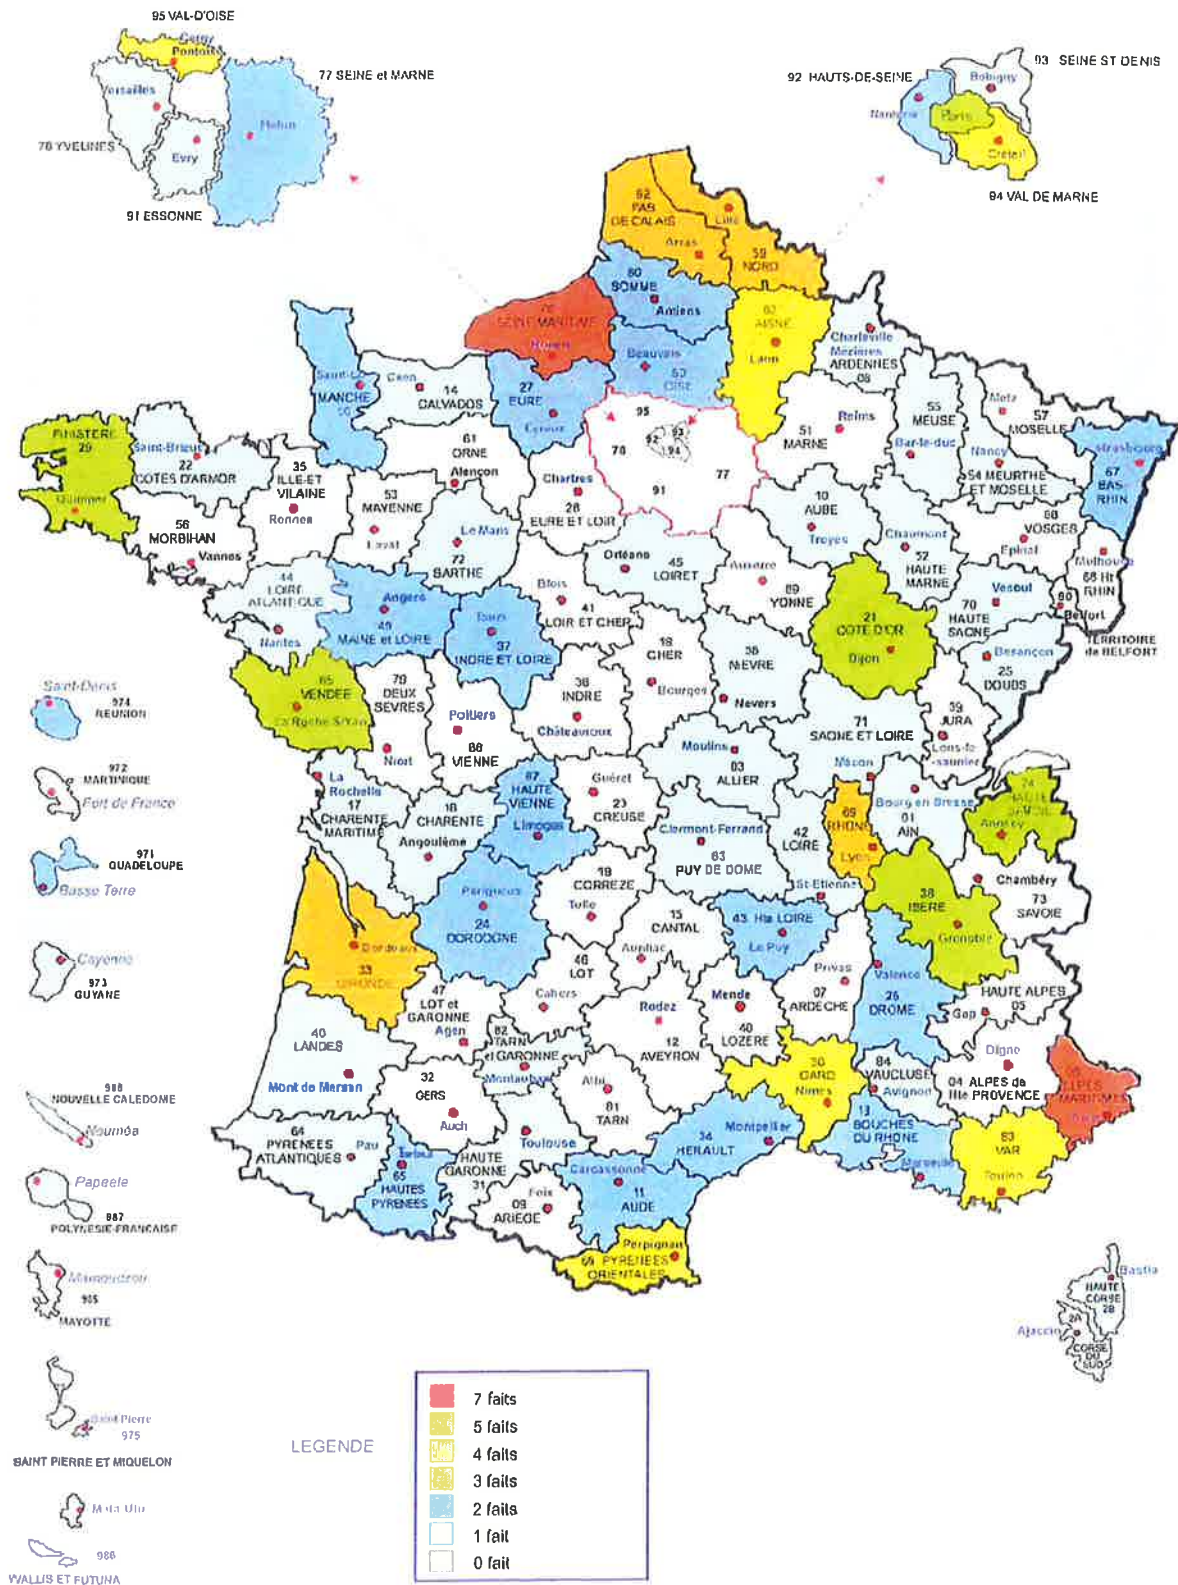 95 VAL-D'OISE
Cergy
Pontoise
77 SEINE et MARNE
Versailles
Melun
78 YVELINES
Evry
91 ESSONNE
93 SEINE ST DENIS
92 HAUTS-DE-SEINE
Bobigny
Nanterre
Paris
Créteil
94 VAL DE MARNE
62
PAS
DE CALAIS
Lille
Arras
59
NORD
80
SOMME
Amiens
76
SEINE MARITIME
Rouen
02
AISNE
Laon
Beauvais
60
OISE
Charleville
Mézières
ARDENNES
08
Saint-Lô
MANCHE
50
Caen
14
CALVADOS
27
EURE
Evreux
95
78
92
93
94
77
91
Reims
51
MARNE
55
MEUSE
Bar-le-duc
Metz
57
MOSELLE
Nancy
54 MEURTHE
ET MOSELLE
Strasbourg
67
BAS
RHIN
FINISTERE
29
Quimper
Saint-Brieuc
22
COTES D'ARMOR
35
ILLE-ET
VILAINE
Rennes
56
MORBIHAN
Vannes
61
ORNE
Alençon
53
MAYENNE
Laval
Chartres
28
EURE ET LOIR
Le Mans
72
SARTHE
10
AUBE
Troyes
Chaumont
52
HAUTE
MARNE
88
VOSGES
Epinal
Mulhouse
68 Ht
RHIN
90
Belfort
TERRITOIRE
de BELFORT
Orléans
45
LOIRET
Auxerre
89
YONNE
Vesoul
70
HAUTE
SAONE
44
LOIRE
ATLANTIQUE
Nantes
Angers
49
MAINE et LOIRE
Tours
37
INDRE ET LOIRE
Blois
41
LOIR ET CHER
18
CHER
Bourges
58
NIEVRE
Nevers
21
COTE D'OR
Dijon
Besançon
25
DOUBS
85
VENDEE
La Roche S/Yon
79
DEUX
SEVRES
Niort
Poitiers
86
VIENNE
36
INDRE
Châteauroux
71
SAONE ET LOIRE
Mâcon
39
JURA
Lons-le
-saunier
Saint-Denis
974
REUNION
972
MARTINIQUE
Fort de France
971
GUADELOUPE
Basse Terre
Cayenne
973
GUYANE
988
NOUVELLE CALEDOME
Nouméa
Papeete
987
POLYNESIE-FRANCAISE
Mamoudzou
985
MAYOTTE
Saint Pierre
975
SAINT PIERRE ET MIQUELON
Mata Utu
986
WALLIS ET FUTUNA
La
Rochelle
17
CHARENTE
MARITIME
16
CHARENTE
Angoulême
87
HAUTE
VIENNE
Limoges
Guéret
23
CREUSE
Moulins
03
ALLIER
Clermont-Ferrand
63
PUY DE DOME
42
LOIRE
St-Etienne
69
RHONE
Lyon
Bourg en Bresse
01
AIN
74
HAUTE
SAVOIE
Annecy
Chambéry
73
SAVOIE
38
ISERE
Grenoble
Bordeaux
33
GIRONDE
Périgueux
24
DORDOGNE
19
CORREZE
Tulle
15
CANTAL
Aurillac
43 Hte LOIRE
Le Puy
Privas
07
ARDECHE
Valence
26
DROME
HAUTE ALPES
05
Gap
46
LOT
Cahors
47
LOT et
GARONNE
Agen
Rodez
12
AVEYRON
Mende
40
LOZERE
40
LANDES
Mont de Marsan
82
TARN
et GARONNE
Montauban
Albi
81
TARN
32
GERS
Auch
30
GARD
Nimes
84
VAUCLUSE
Avignon
Digne
04 ALPES de
Hte PROVENCE
06
ALPES
MARITIMES
Nice
64
PYRENEES
ATLANTIQUES
Pau
Tarbes
65
HAUTES
PYRENEES
Toulouse
HAUTE
GARONNE
31
Foix
09
ARIEGE
Carcassonne
11
AUDE
34
HERAULT
Montpellier
13
BOUCHES
DU RHONE
Marseille
83
VAR
Toulon
Perpignan
66 PYRENEES
ORIENTALES
Bastia
HAUTE
CORSE
2B
Ajaccio
2A
CORSE
DU
SUD
LEGENDE
7 faits
5 faits
4 faits
3 faits
2 faits
1 fait
0 fait